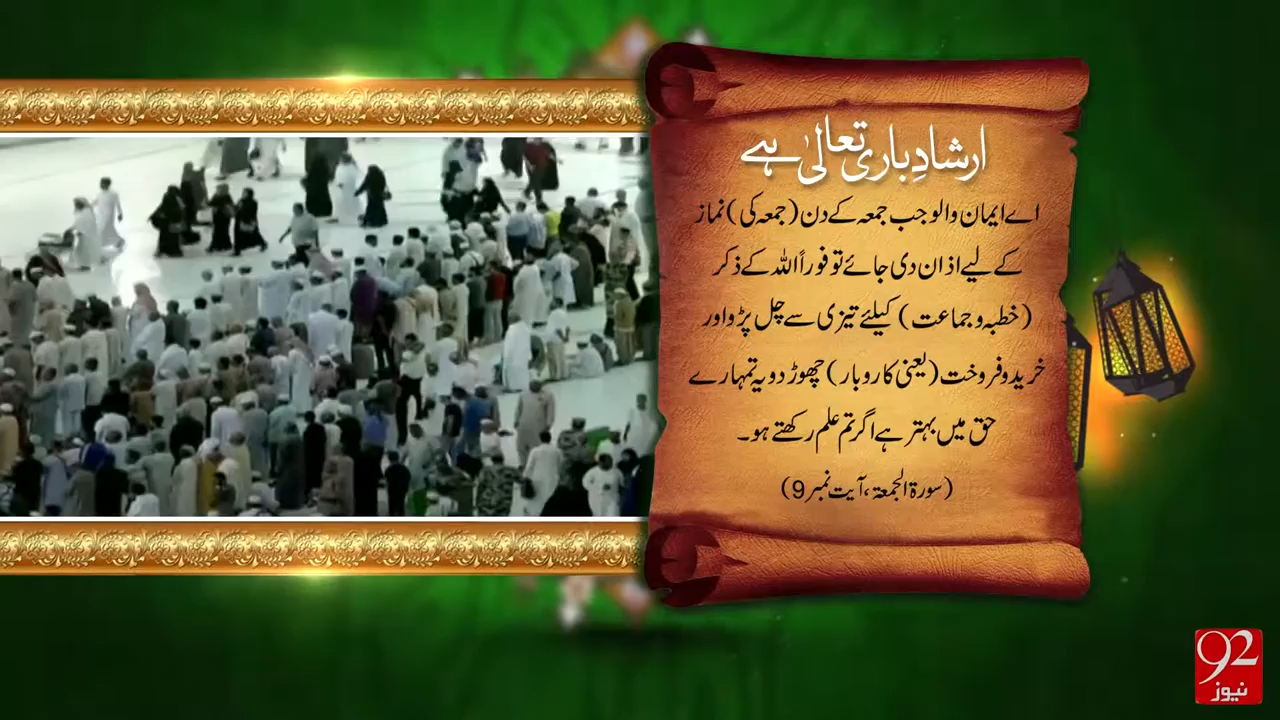 ارشادِ باری تعالیٰ ہے
اے ایمان والو جب جمعہ کے دن (جمعہ کی) نماز
کے لیے اذان دی جائے تو فوراً اللہ کے ذکر
(خطبہ و جماعت) کیلئے تیزی سے چل پڑو اور
خرید و فروخت (یعنی کاروبار) چھوڑ دو یہ تمہارے
حق میں بہتر ہے اگر تم علم رکھتے ہو۔
(سورۃ الجمعۃ، آیت نمبر 9)
92
نیوز